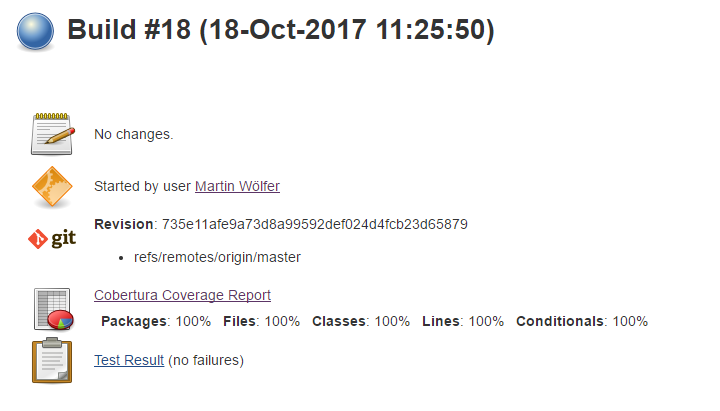 Build #18 (18-Oct-2017 11:25:50)
No changes.
Started by user Martin Wölfer
Revision: 735e11afe9a73d8a99592def024d4fcb23d65879
git
refs/remotes/origin/master
Cobertura Coverage Report
Packages: 100% Files: 100% Classes: 100% Lines: 100% Conditionals: 100%
Test Result (no failures)